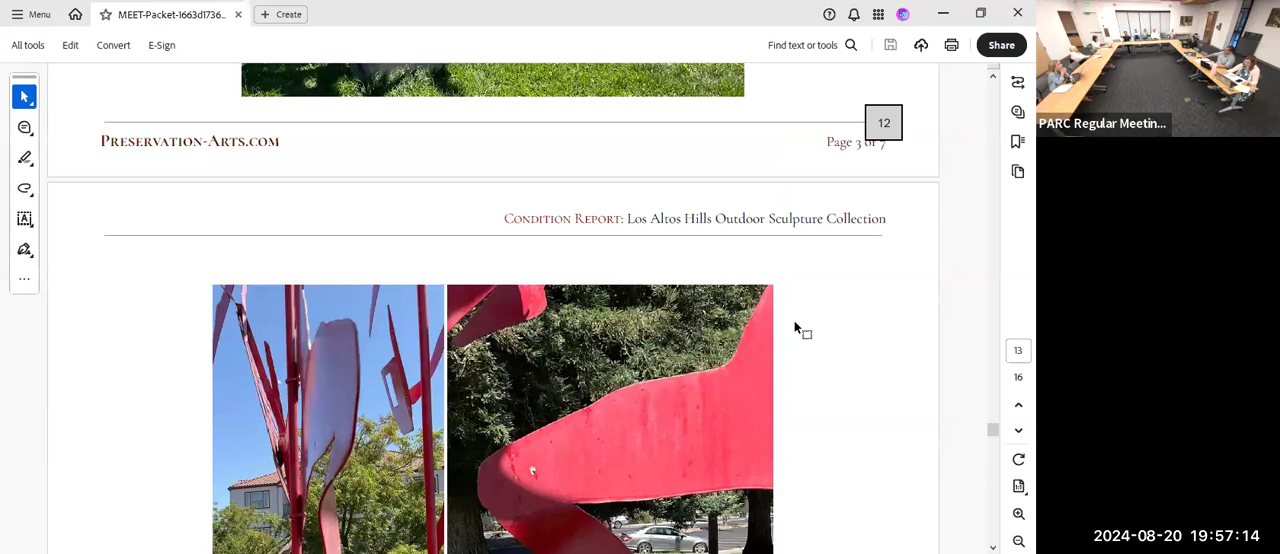 Menu
MEET-Packet-1663d1736...
Create
All tools
Edit
Convert
E-Sign
Find text or tools
Share
12
PRESERVATION-ARTS.COM
Page 3 of 7
CONDITION REPORT: Los Altos Hills Outdoor Sculpture Collection
13
16
PARC Regular Meetin...
2024-08-20 19:57:14